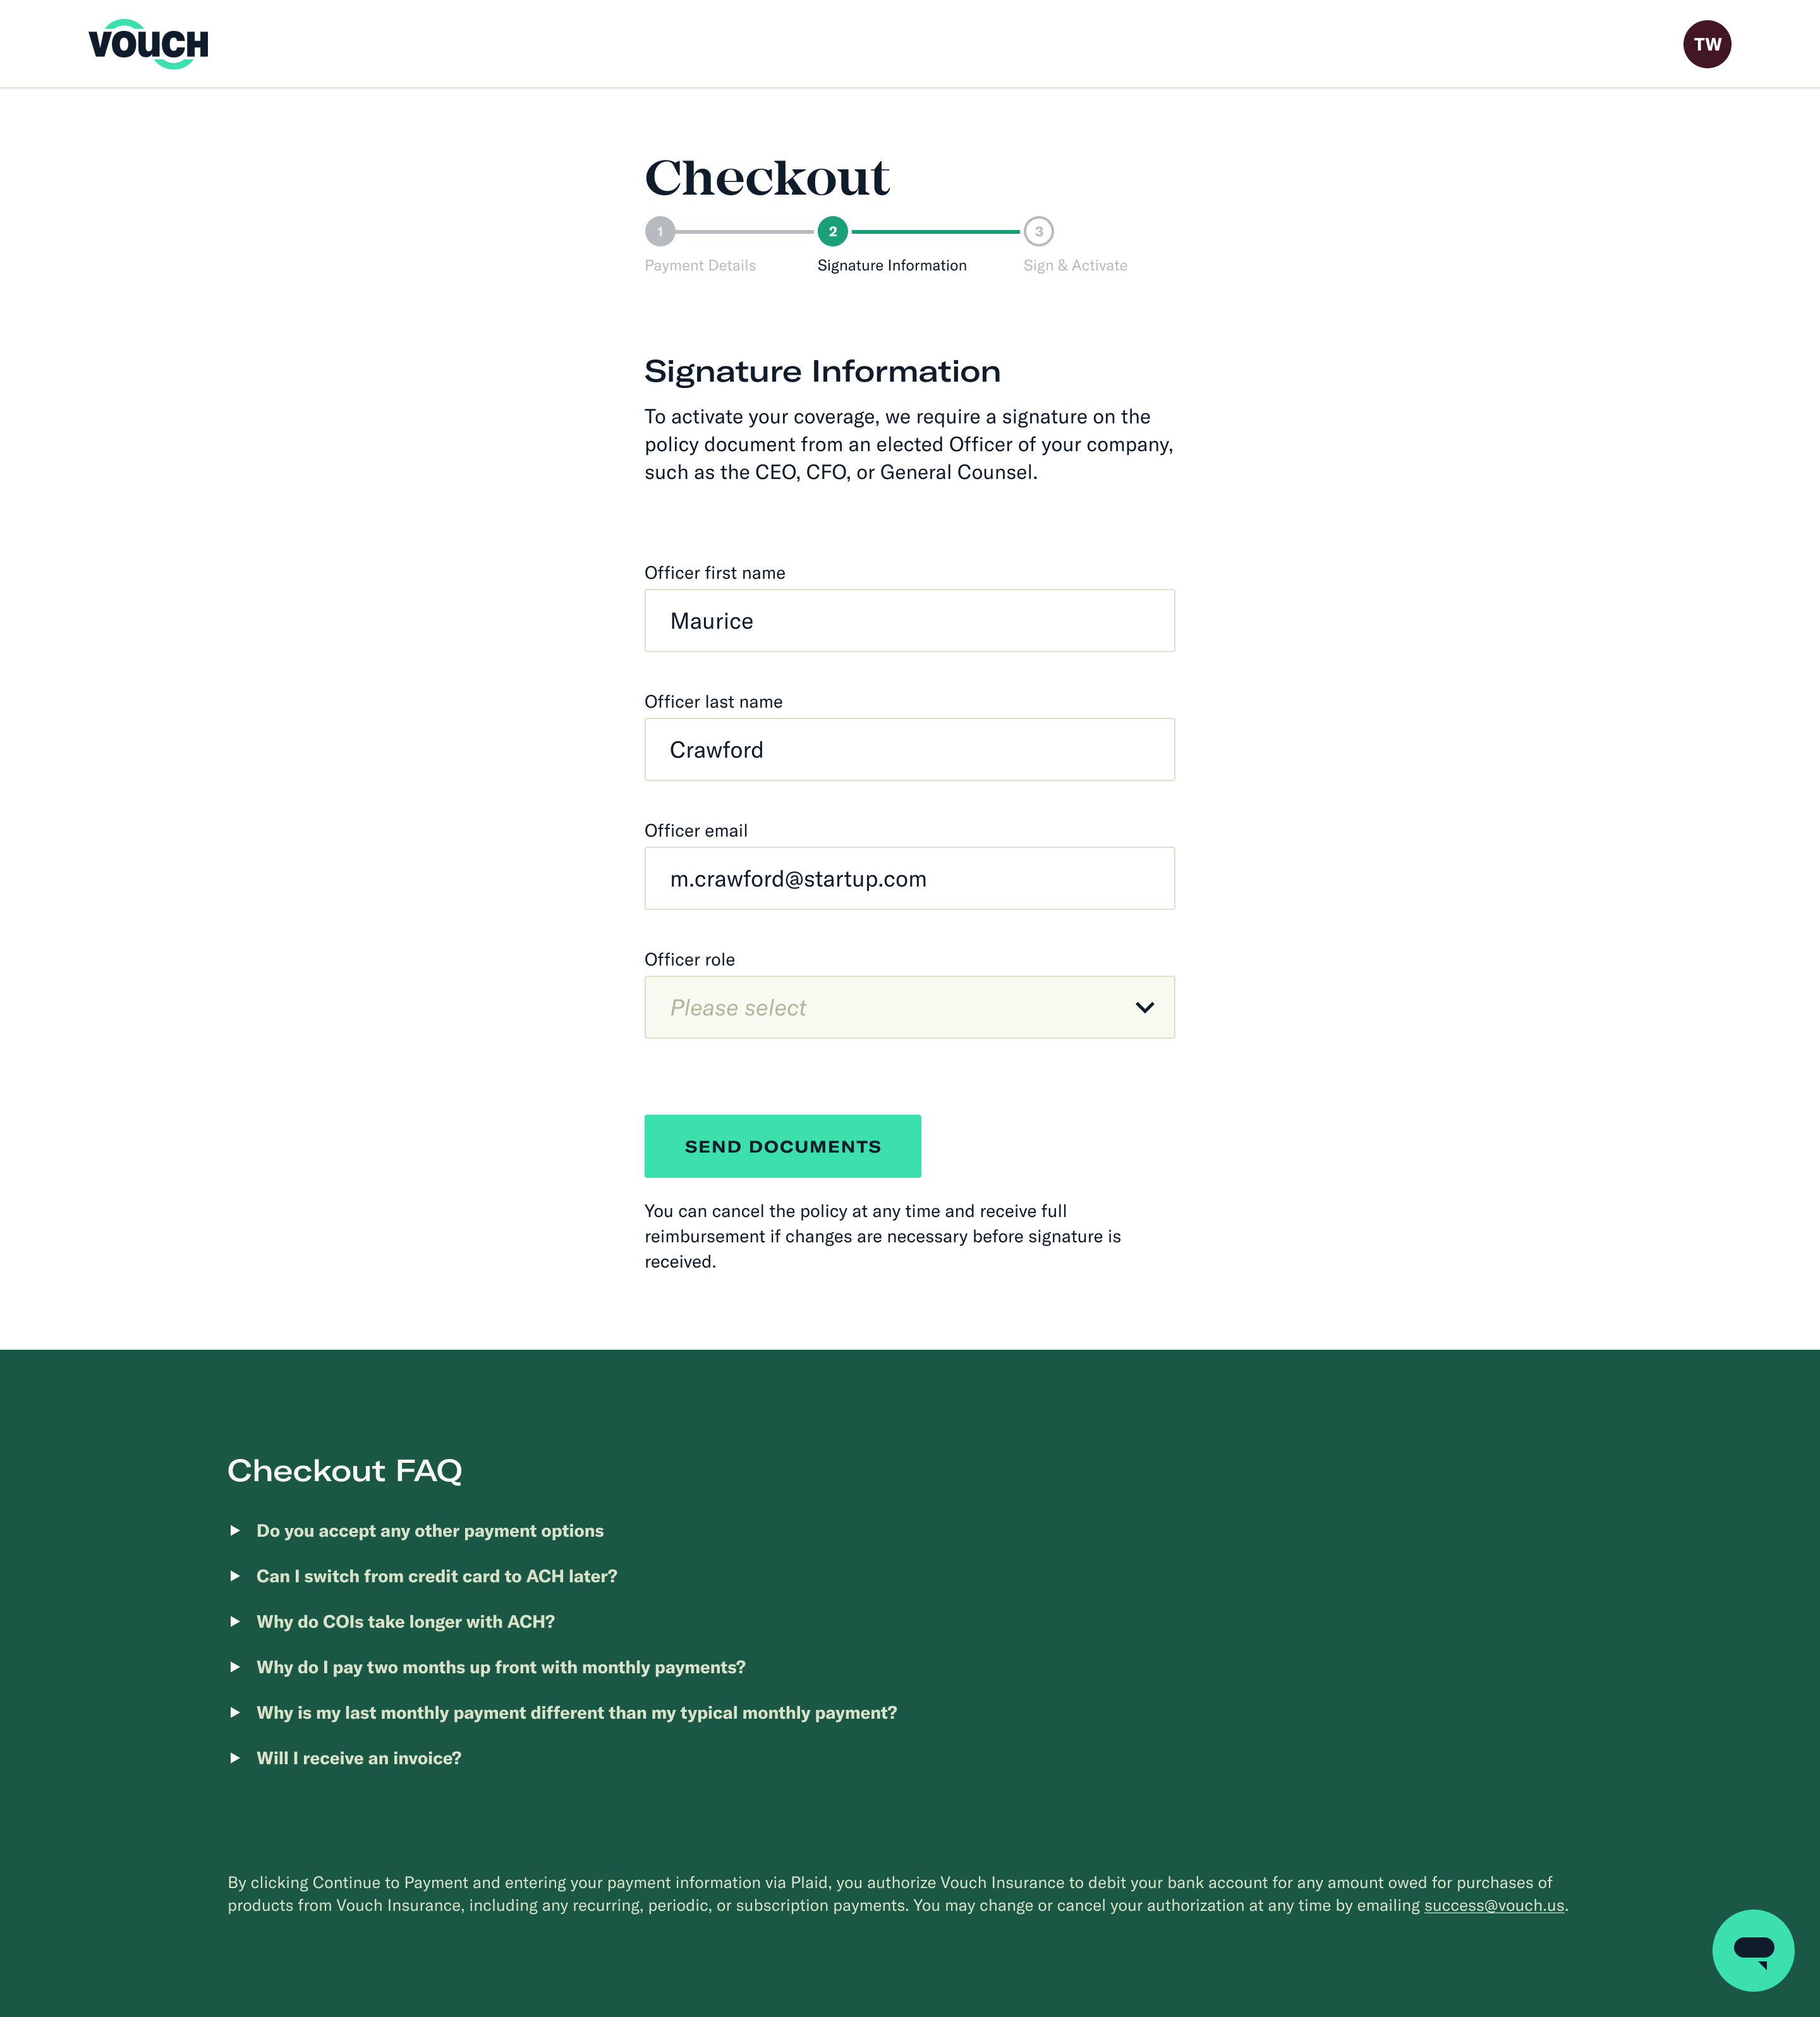 VOUCH
TW
Checkout
1
2
3
Payment Details
Signature Information
Sign & Activate
Signature Information
To activate your coverage, we require a signature on the
policy document from an elected Officer of your company,
such as the CEO, CFO, or General Counsel.
Officer first name
Maurice
Officer last name
Crawford
Officer email
m.crawford@startup.com
Officer role
Please select
SEND DOCUMENTS
You can cancel the policy at any time and receive full
reimbursement if changes are necessary before signature is
received.
Checkout FAQ
Do you accept any other payment options
Can I switch from credit card to ACH later?
Why do COIs take longer with ACH?
Why do I pay two months up front with monthly payments?
Why is my last monthly payment different than my typical monthly payment?
Will I receive an invoice?
By clicking Continue to Payment and entering your payment information via Plaid, you authorize Vouch Insurance to debit your bank account for any amount owed for purchases of
products from Vouch Insurance, including any recurring, periodic, or subscription payments. You may change or cancel your authorization at any time by emailing success@vouch.us.